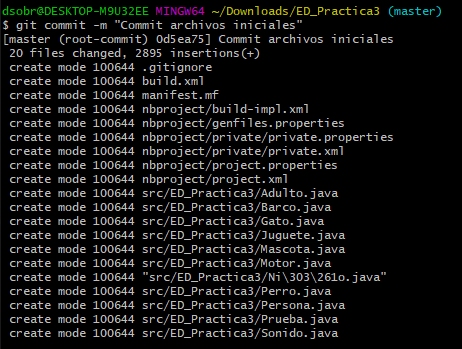 dsobr@DESKTOP-M9U32EE MINGW64 ~/Downloads/ED_Practica3 (master)
$ git commit -m "Commit archivos iniciales"
[master (root-commit) 0d5ea75] Commit archivos iniciales
 20 files changed, 2895 insertions(+)
 create mode 100644 .gitignore
 create mode 100644 build.xml
 create mode 100644 manifest.mf
 create mode 100644 nbproject/build-impl.xml
 create mode 100644 nbproject/genfiles.properties
 create mode 100644 nbproject/private/private.properties
 create mode 100644 nbproject/private/private.xml
 create mode 100644 nbproject/project.properties
 create mode 100644 nbproject/project.xml
 create mode 100644 src/ED_Practica3/Adulto.java
 create mode 100644 src/ED_Practica3/Barco.java
 create mode 100644 src/ED_Practica3/Gato.java
 create mode 100644 src/ED_Practica3/Juguete.java
 create mode 100644 src/ED_Practica3/Mascota.java
 create mode 100644 src/ED_Practica3/Motor.java
 create mode 100644 "src/ED_Practica3/Ni\303\261o.java"
 create mode 100644 src/ED_Practica3/Perro.java
 create mode 100644 src/ED_Practica3/Persona.java
 create mode 100644 src/ED_Practica3/Prueba.java
 create mode 100644 src/ED_Practica3/Sonido.java